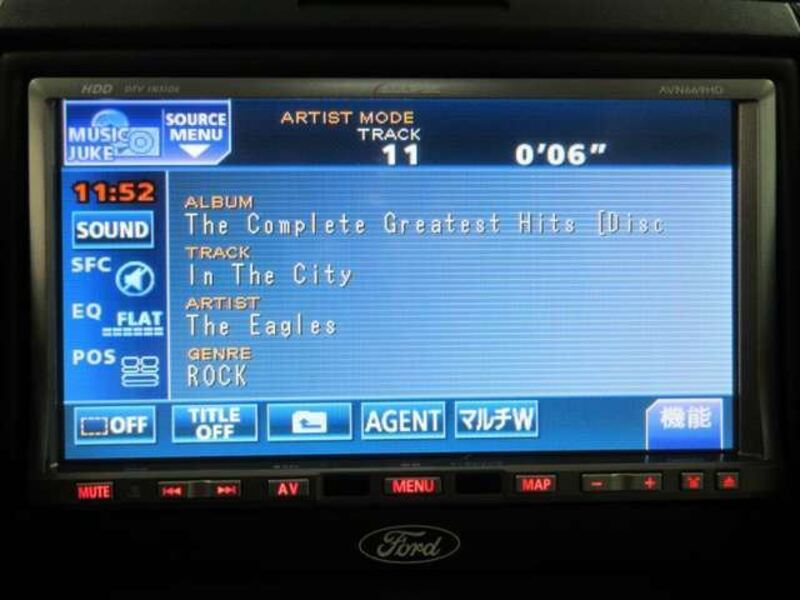 HDD DTV INSIDE
AVN669HD
MUSIC JUKE
SOURCE MENU
ARTIST MODE
TRACK
11 0'06"
11:52
SOUND
SFC
EQ FLAT
POS
ALBUM
The Complete Greatest Hits [Disc
TRACK
In The City
ARTIST
The Eagles
GENRE
ROCK
OFF
TITLE OFF
AGENT
マルチW
機能
MUTE
AV
MENU
MAP
- +
Ford